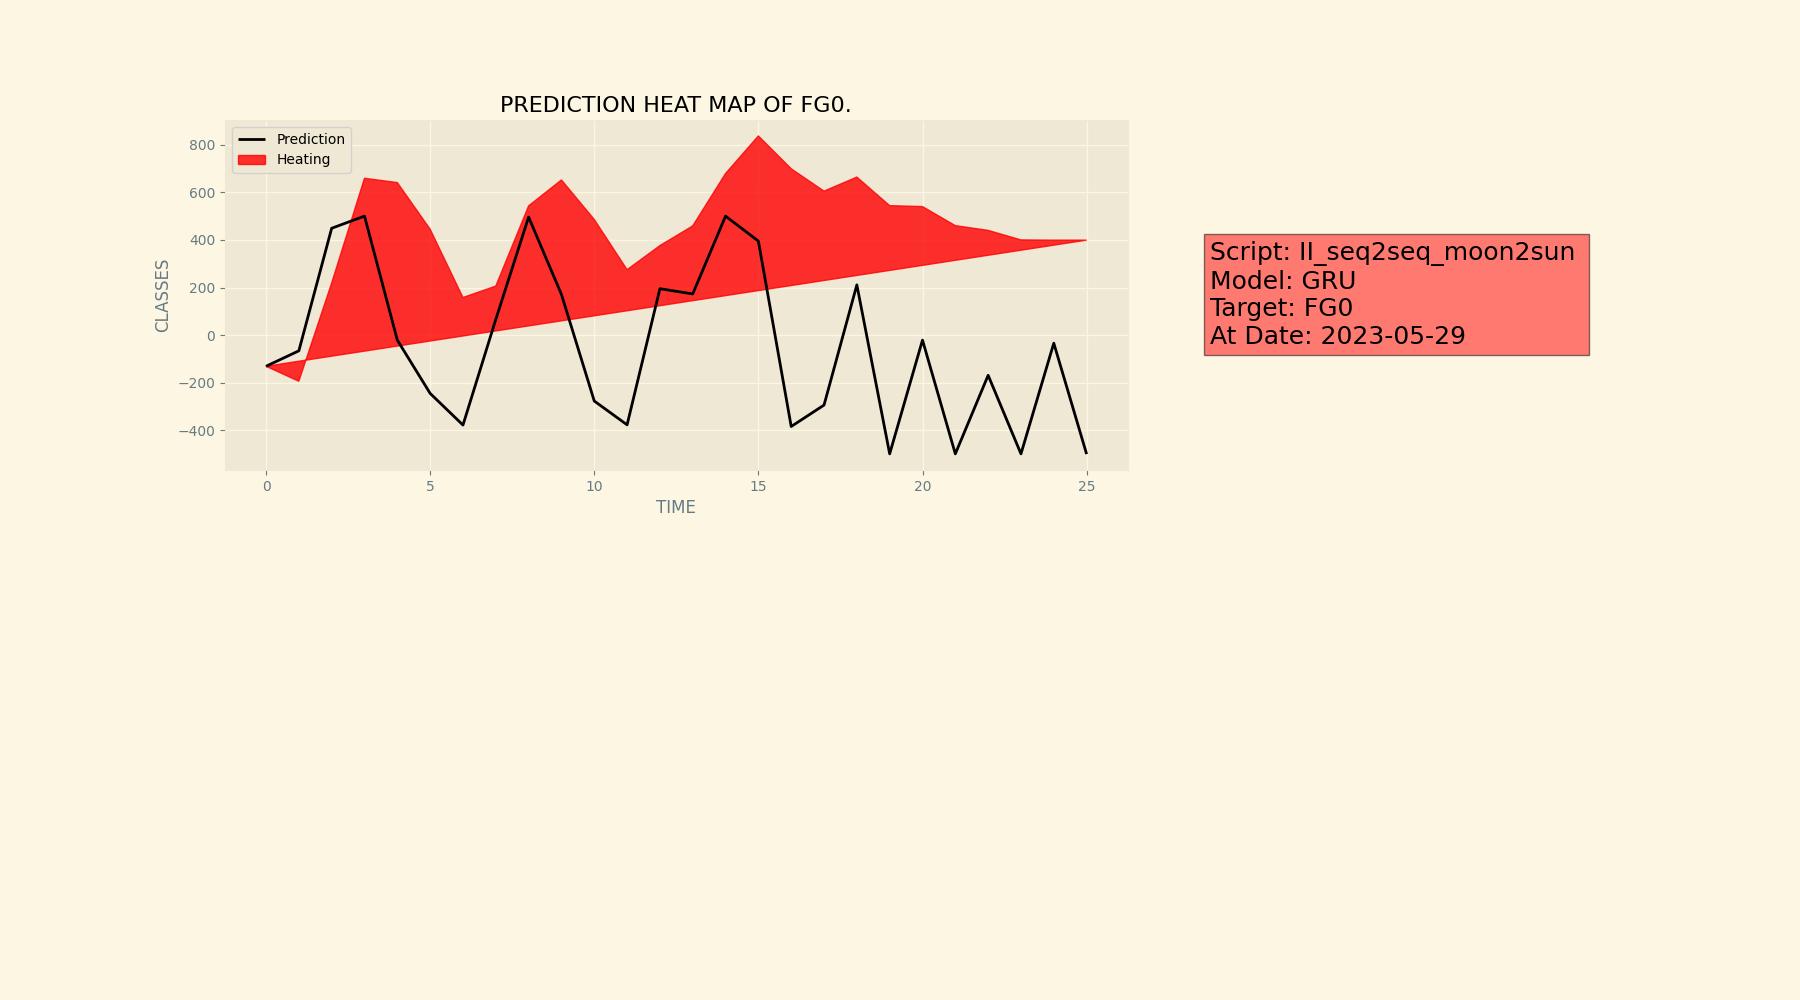 PREDICTION HEAT MAP OF FG0.
Prediction
Heating
800
600
400
200
0
−200
−400
CLASSES
0 5 10 15 20 25
TIME
Script: II_seq2seq_moon2sun
Model: GRU
Target: FG0
At Date: 2023-05-29